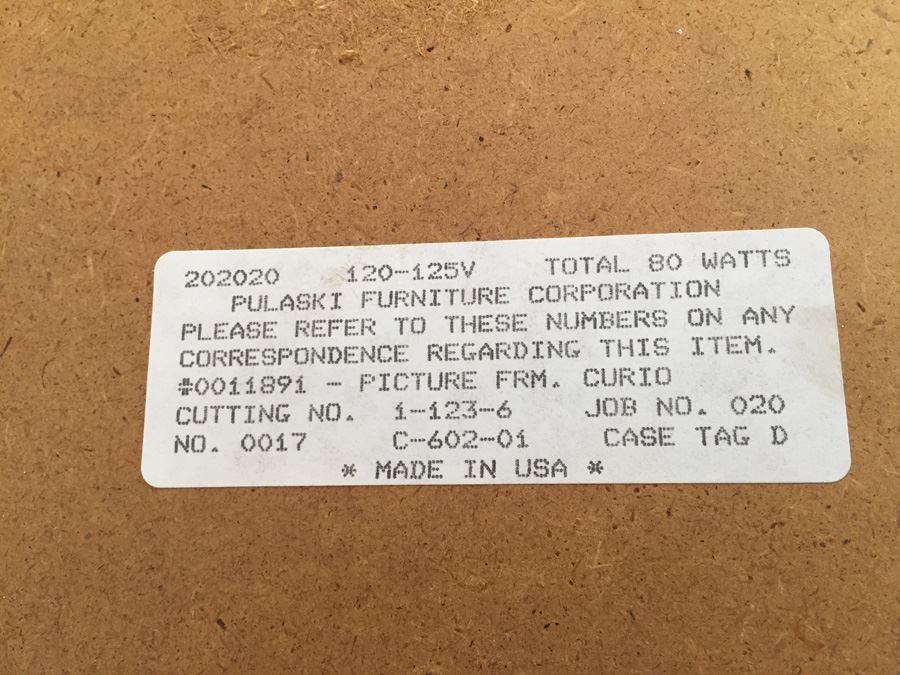 202020 120-125V TOTAL 80 WATTS
PULASKI FURNITURE CORPORATION
PLEASE REFER TO THESE NUMBERS ON ANY
CORRESPONDENCE REGARDING THIS ITEM.
#0011891 - PICTURE FRM. CURIO
CUTTING NO. 1-123-6 JOB NO. 020
NO. 0017 C-602-01 CASE TAG D
* MADE IN USA *